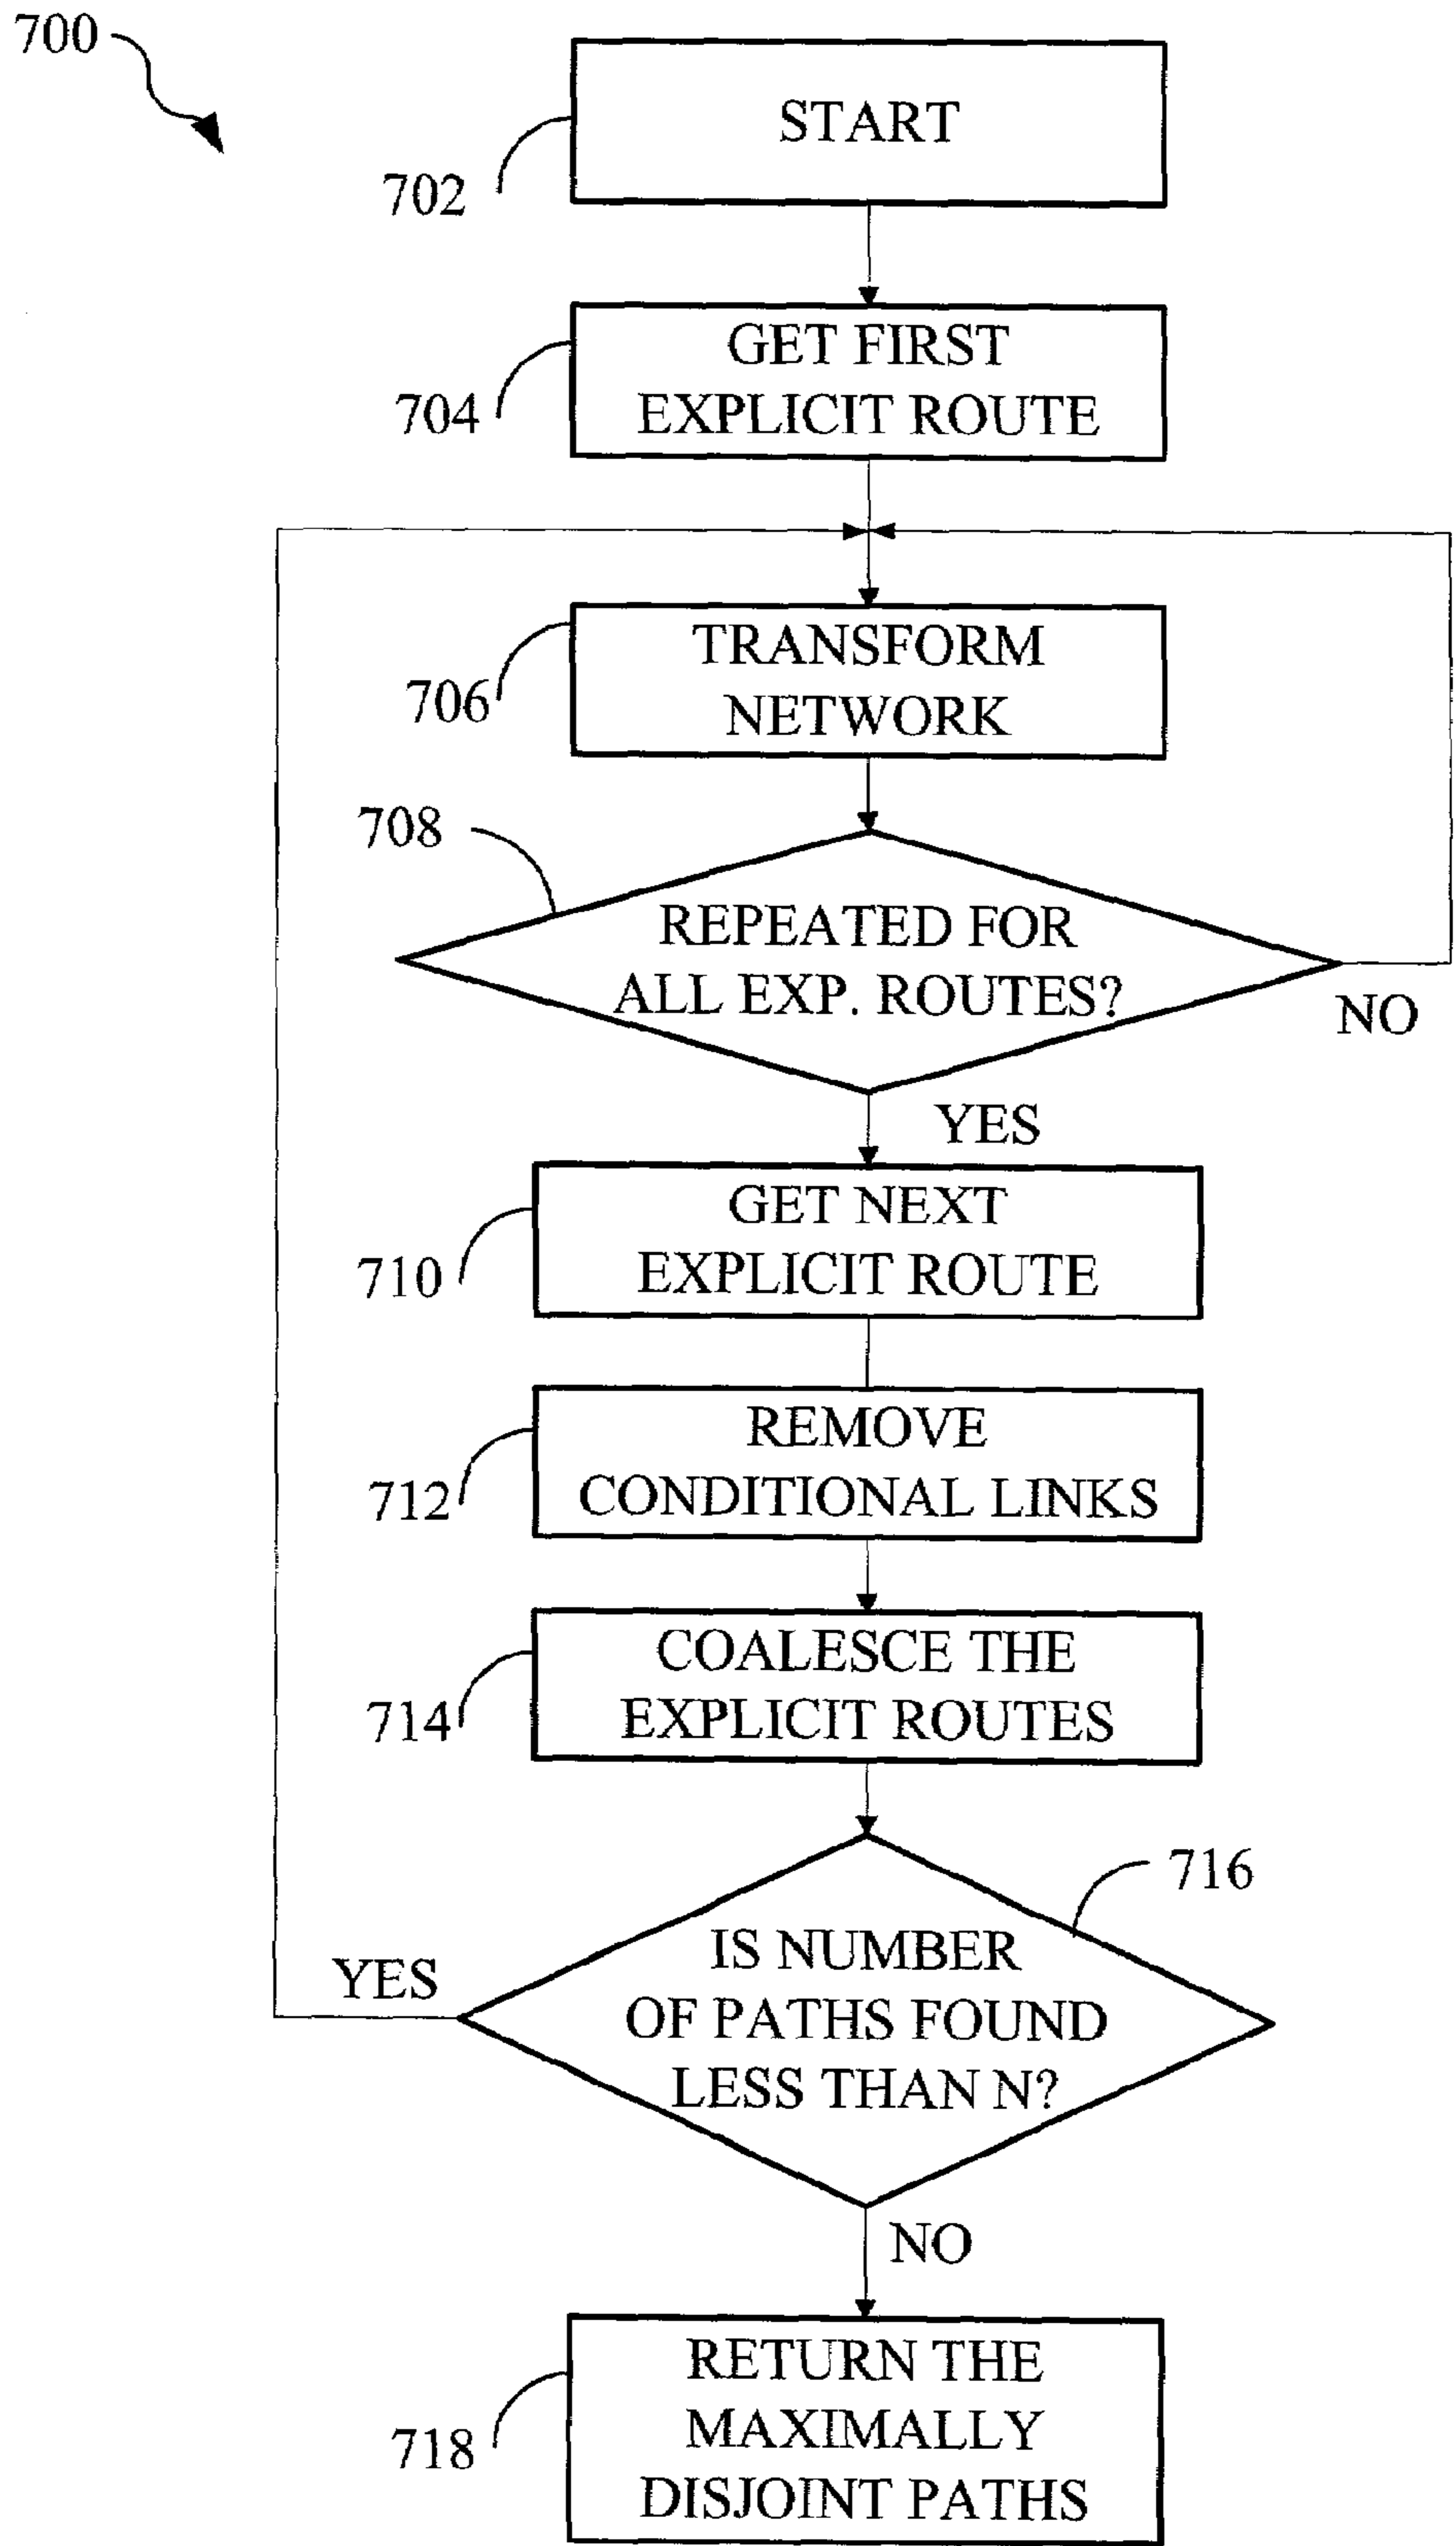 700
START
702
GET FIRST
EXPLICIT ROUTE
704
TRANSFORM
NETWORK
706
708
REPEATED FOR
ALL EXP. ROUTES?
NO
YES
GET NEXT
EXPLICIT ROUTE
710
REMOVE
CONDITIONAL LINKS
712
COALESCE THE
EXPLICIT ROUTES
714
716
IS NUMBER
OF PATHS FOUND
LESS THAN N?
YES
NO
RETURN THE
MAXIMALLY
DISJOINT PATHS
718